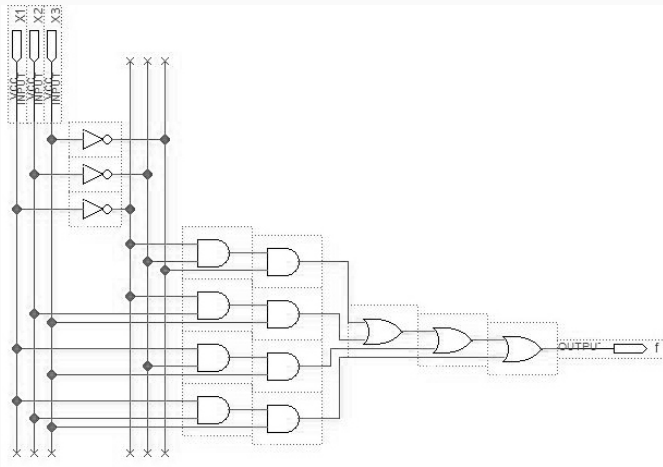 X1
X2
X3
VCC
INPUT
VCC
INPUT
VCC
INPUT
OUTPUT
f